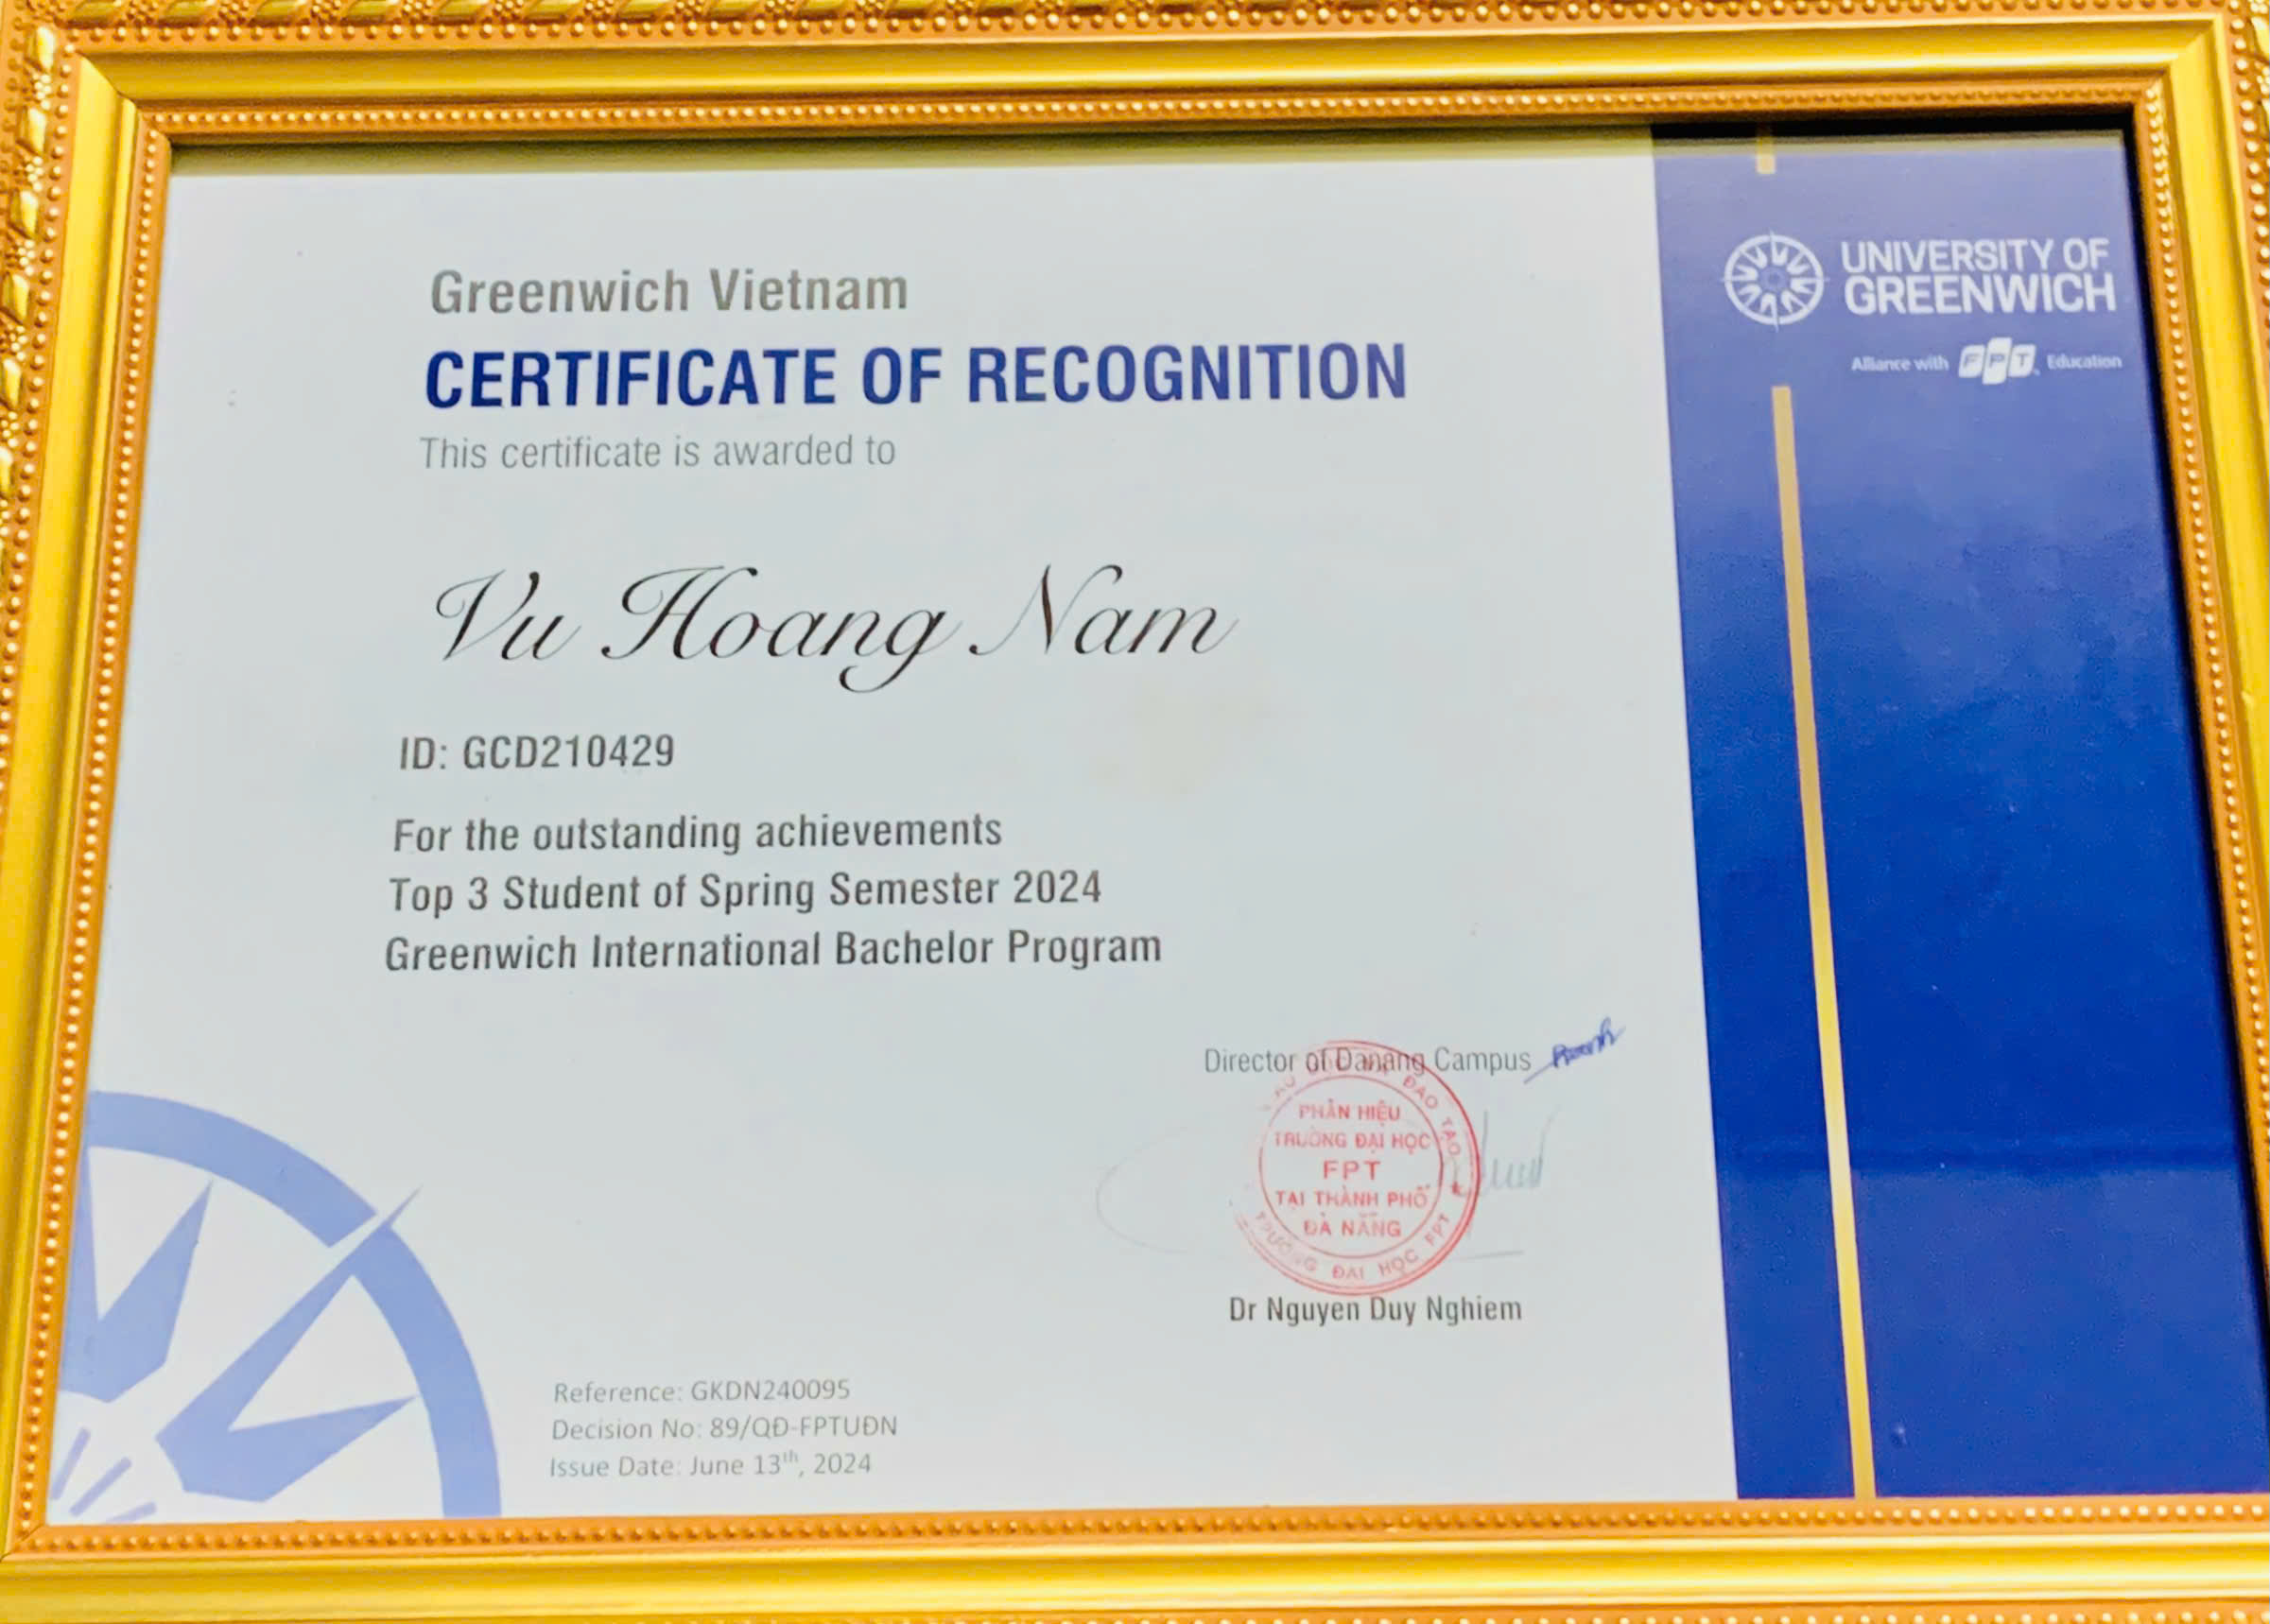 Greenwich Vietnam
CERTIFICATE OF RECOGNITION
This certificate is awarded to
Vu Hoang Nam
ID: GCD210429
For the outstanding achievements
Top 3 Student of Spring Semester 2024
Greenwich International Bachelor Program
UNIVERSITY OF
GREENWICH
Alliance with FPT Education
Director of Danang Campus
PHÂN HIỆU
TRƯỜNG ĐẠI HỌC
FPT
TẠI THÀNH PHỐ
ĐÀ NẴNG
ĐÀO TẠO
TRƯỜNG ĐẠI HỌC FPT
Dr Nguyen Duy Nghiem
Reference: GKDN240095
Decision No: 89/QĐ-FPTUĐN
Issue Date: June 13th, 2024